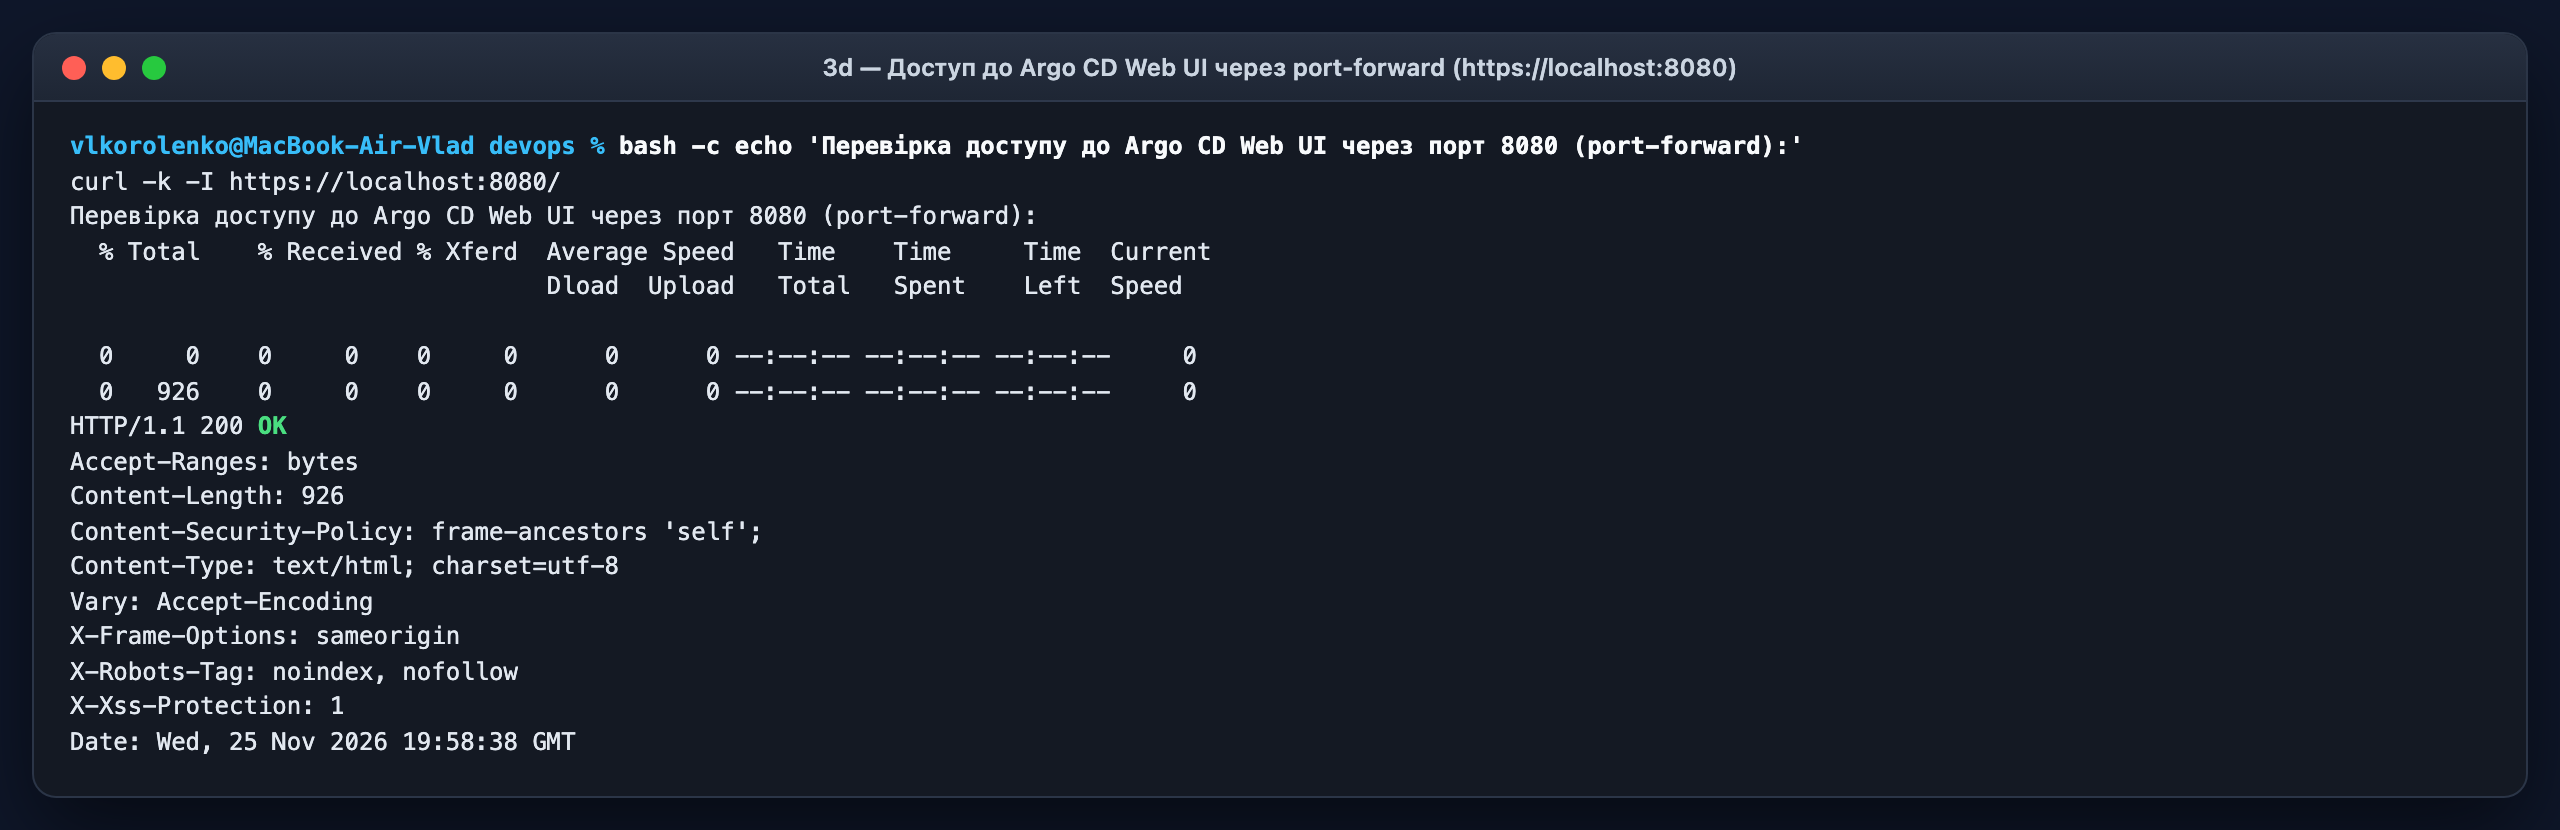 3d — Доступ до Argo CD Web UI через port-forward (https://localhost:8080)
vlkorolenko@MacBook-Air-Vlad devops % bash -c echo 'Перевірка доступу до Argo CD Web UI через порт 8080 (port-forward):'
curl -k -I https://localhost:8080/
Перевірка доступу до Argo CD Web UI через порт 8080 (port-forward):
  % Total    % Received % Xferd  Average Speed   Time    Time     Time  Current
                                 Dload  Upload   Total   Spent    Left  Speed
  0     0    0     0    0     0      0      0 --:--:-- --:--:-- --:--:--     0
  0   926    0     0    0     0      0      0 --:--:-- --:--:-- --:--:--     0
HTTP/1.1 200 OK
Accept-Ranges: bytes
Content-Length: 926
Content-Security-Policy: frame-ancestors 'self';
Content-Type: text/html; charset=utf-8
Vary: Accept-Encoding
X-Frame-Options: sameorigin
X-Robots-Tag: noindex, nofollow
X-Xss-Protection: 1
Date: Wed, 25 Nov 2026 19:58:38 GMT